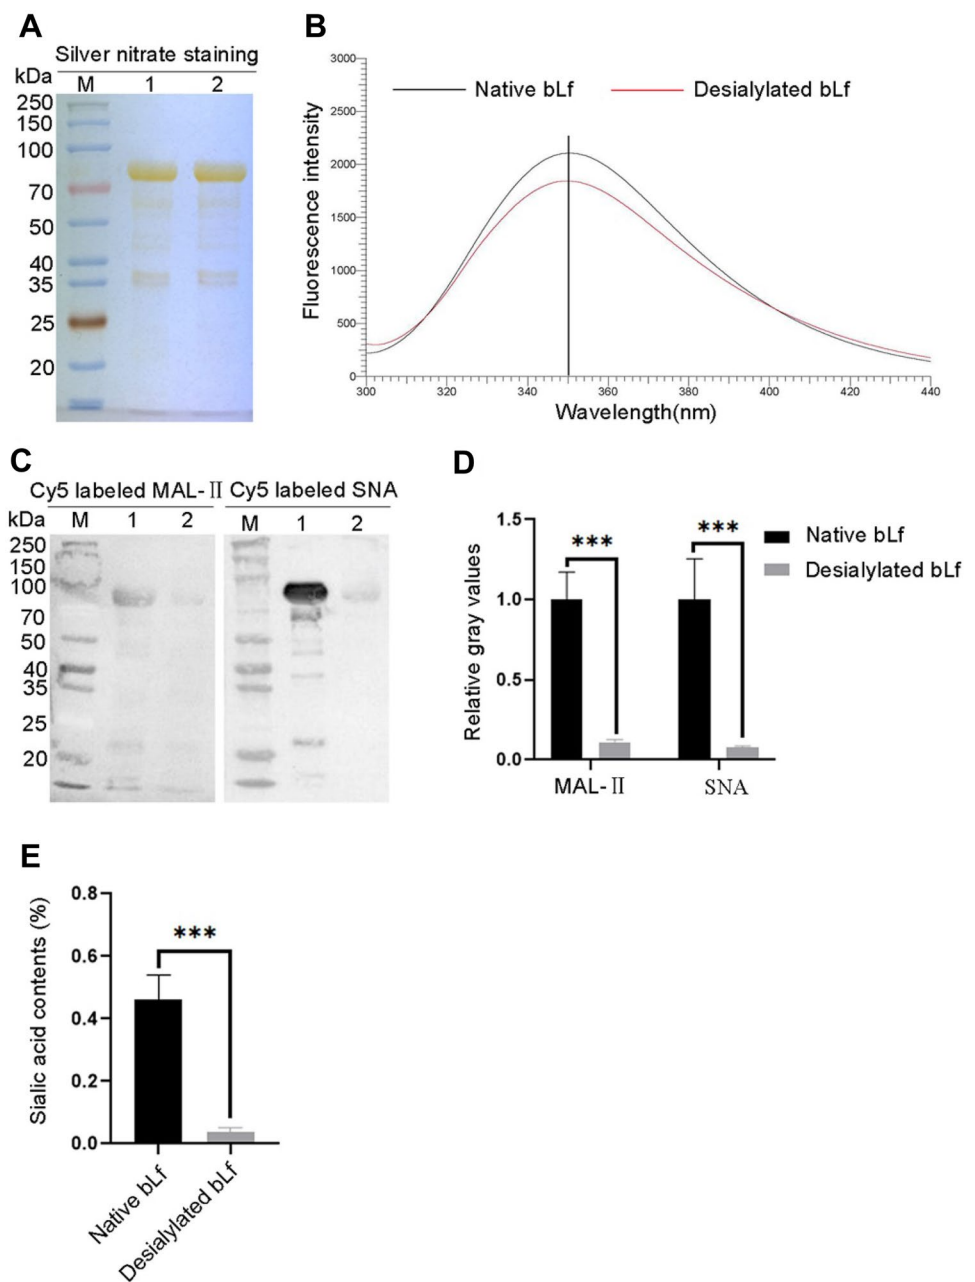 A
Silver nitrate staining
kDa
M 1 2
250
150
100
70
50
40
35
25
20
B
Native bLf Desialylated bLf
Fluorescence intensity
3000
2500
2000
1500
1000
500
0
300 320 340 360 380 400 420 440
Wavelength(nm)
C
Cy5 labeled MAL-Ⅱ Cy5 labeled SNA
kDa M 1 2 M 1 2
250
150
100
70
50
40
35
25
20
D
Relative gray values
1.5
1.0
0.5
0.0
*** ***
Native bLf
Desialylated bLf
MAL-Ⅱ SNA
E
Sialic acid contents (%)
0.8
0.6
0.4
0.2
0.0
***
Native bLf
Desialylated bLf